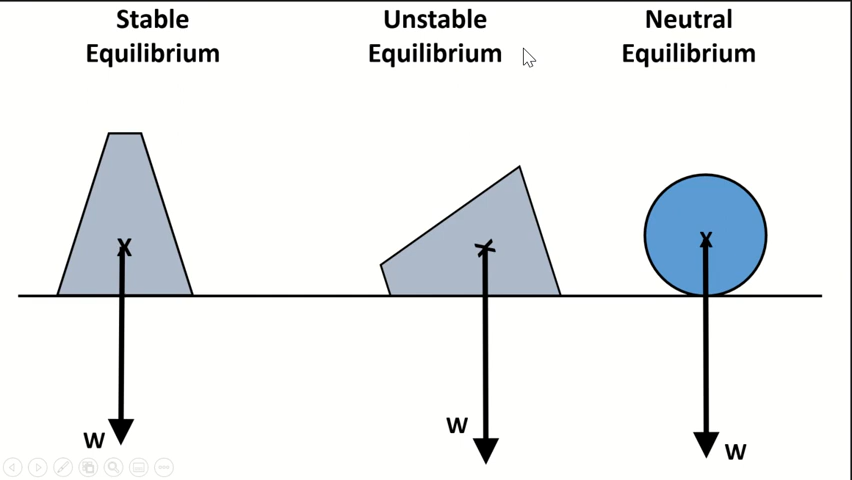 Stable
Equilibrium
Unstable
Equilibrium
Neutral
Equilibrium
X
X
X
W
W
W